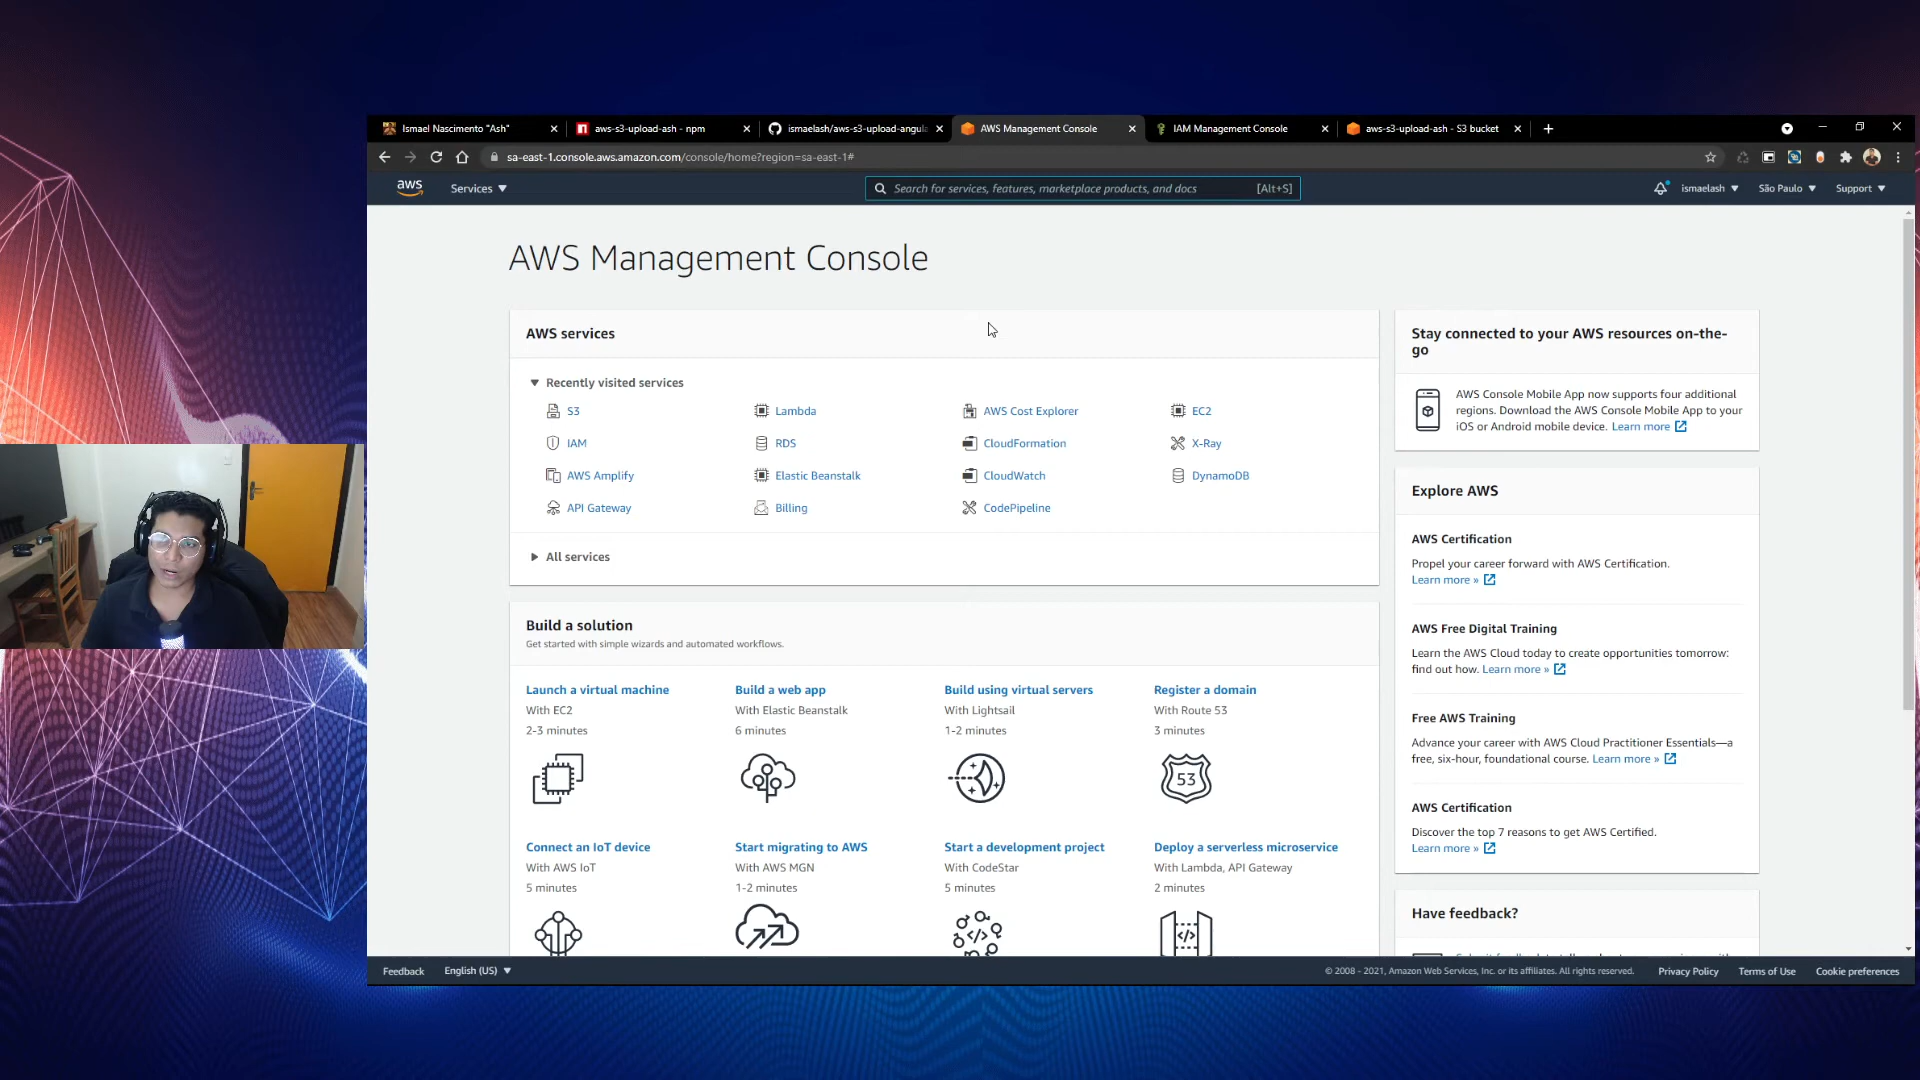 Ismael Nascimento "Ash"
aws-s3-upload-ash - npm
ismaelash/aws-s3-upload-angula
AWS Management Console
IAM Management Console
aws-s3-upload-ash - S3 bucket
sa-east-1.console.aws.amazon.com/console/home?region=sa-east-1#
aws
Services
Search for services, features, marketplace products, and docs
[Alt+S]
ismaelash
São Paulo
Support
AWS Management Console
AWS services
Recently visited services
S3
Lambda
AWS Cost Explorer
EC2
IAM
RDS
CloudFormation
X-Ray
AWS Amplify
Elastic Beanstalk
CloudWatch
DynamoDB
API Gateway
Billing
CodePipeline
All services
Build a solution
Get started with simple wizards and automated workflows.
Launch a virtual machine
With EC2
2-3 minutes
Build a web app
With Elastic Beanstalk
6 minutes
Build using virtual servers
With Lightsail
1-2 minutes
Register a domain
With Route 53
3 minutes
53
Connect an IoT device
With AWS IoT
5 minutes
Start migrating to AWS
With AWS MGN
1-2 minutes
Start a development project
With CodeStar
5 minutes
Deploy a serverless microservice
With Lambda, API Gateway
2 minutes
Stay connected to your AWS resources on-the-
go
AWS Console Mobile App now supports four additional
regions. Download the AWS Console Mobile App to your
iOS or Android mobile device. Learn more
Explore AWS
AWS Certification
Propel your career forward with AWS Certification.
Learn more »
AWS Free Digital Training
Learn the AWS Cloud today to create opportunities tomorrow:
find out how. Learn more »
Free AWS Training
Advance your career with AWS Cloud Practitioner Essentials—a
free, six-hour, foundational course. Learn more »
AWS Certification
Discover the top 7 reasons to get AWS Certified.
Learn more »
Have feedback?
Feedback
English (US)
© 2008 - 2021, Amazon Web Services, Inc. or its affiliates. All rights reserved.
Privacy Policy
Terms of Use
Cookie preferences